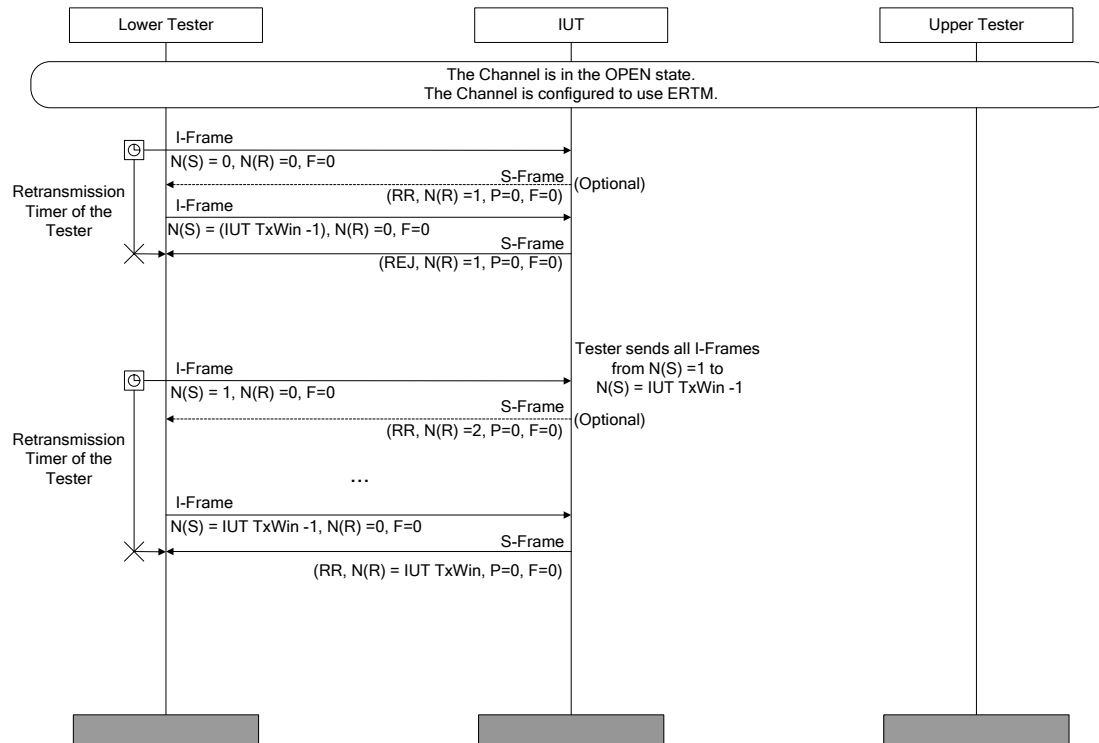 Lower Tester
IUT
Upper Tester
The Channel is in the OPEN state.
The Channel is configured to use ERTM.
I-Frame
N(S) = 0, N(R) =0, F=0
S-Frame
(Optional)
(RR, N(R) =1, P=0, F=0)
Retransmission
Timer of the
Tester
I-Frame
N(S) = (IUT TxWin -1), N(R) =0, F=0
S-Frame
(REJ, N(R) =1, P=0, F=0)
Tester sends all I-Frames
from N(S) =1 to
N(S) = IUT TxWin -1
I-Frame
N(S) = 1, N(R) =0, F=0
S-Frame
(Optional)
(RR, N(R) =2, P=0, F=0)
Retransmission
Timer of the
Tester
...
I-Frame
N(S) = IUT TxWin -1, N(R) =0, F=0
S-Frame
(RR, N(R) = IUT TxWin, P=0, F=0)